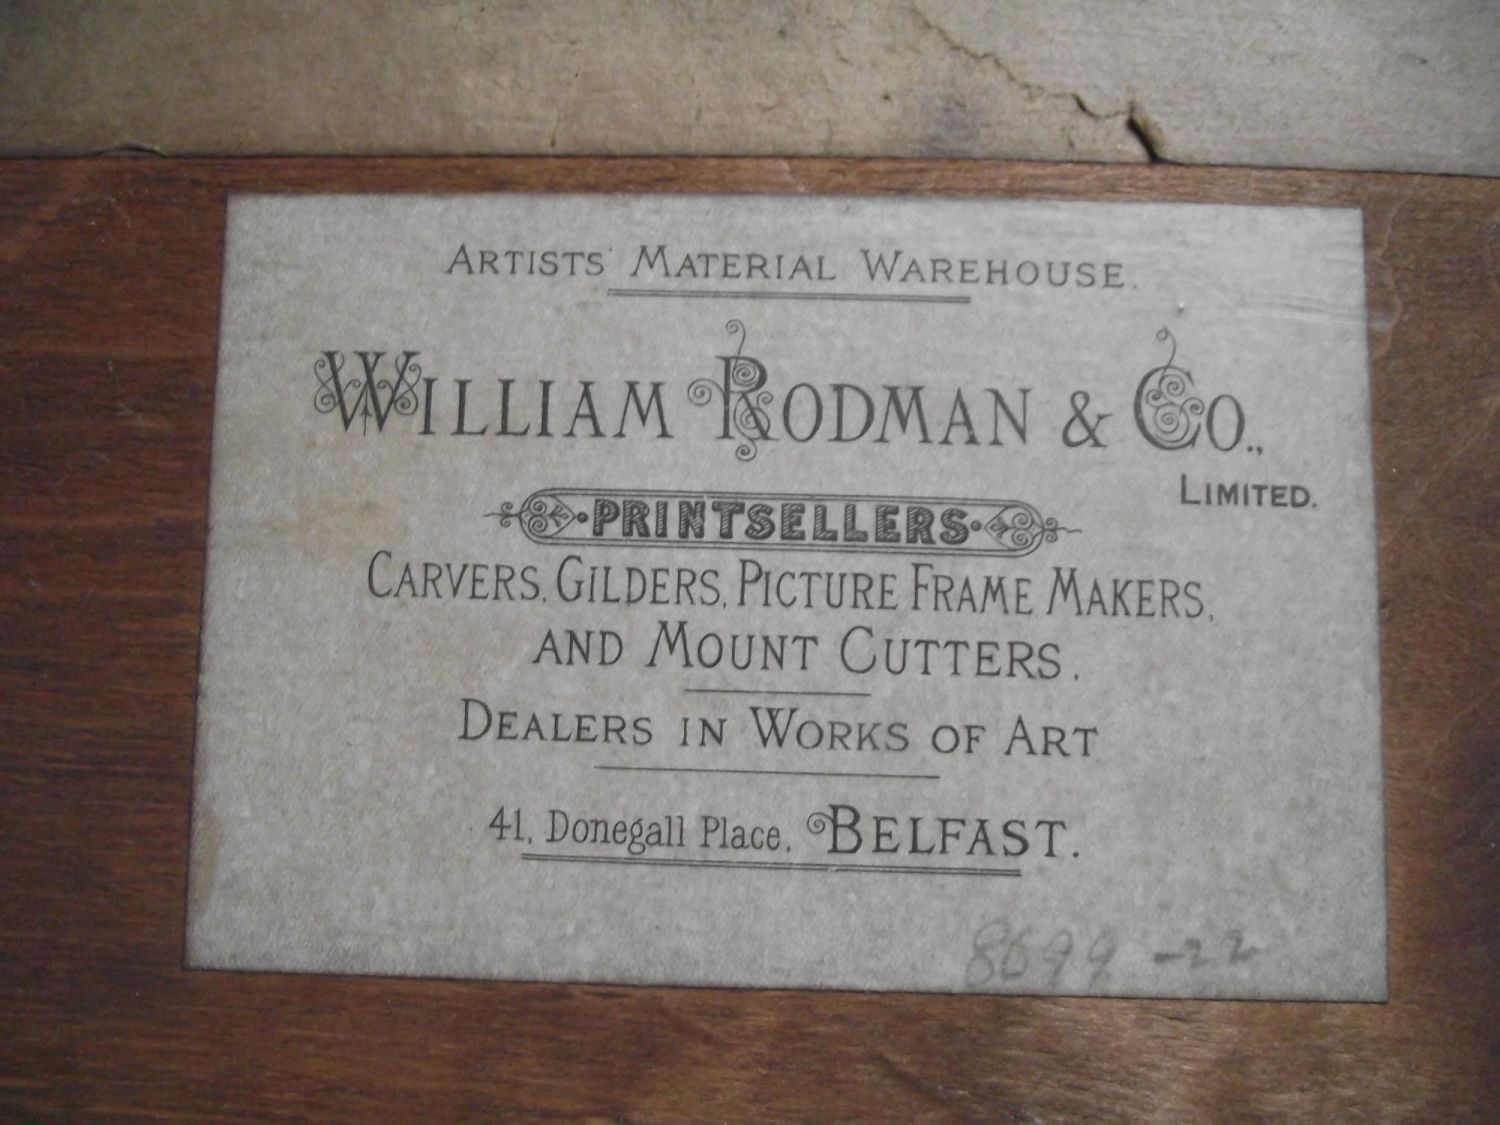 ARTISTS' MATERIAL WAREHOUSE.
WILLIAM RODMAN & CO.,
LIMITED.
PRINTSELLERS
CARVERS, GILDERS, PICTURE FRAME MAKERS,
AND MOUNT CUTTERS.
DEALERS IN WORKS OF ART
41, Donegall Place, BELFAST.
8699 -22